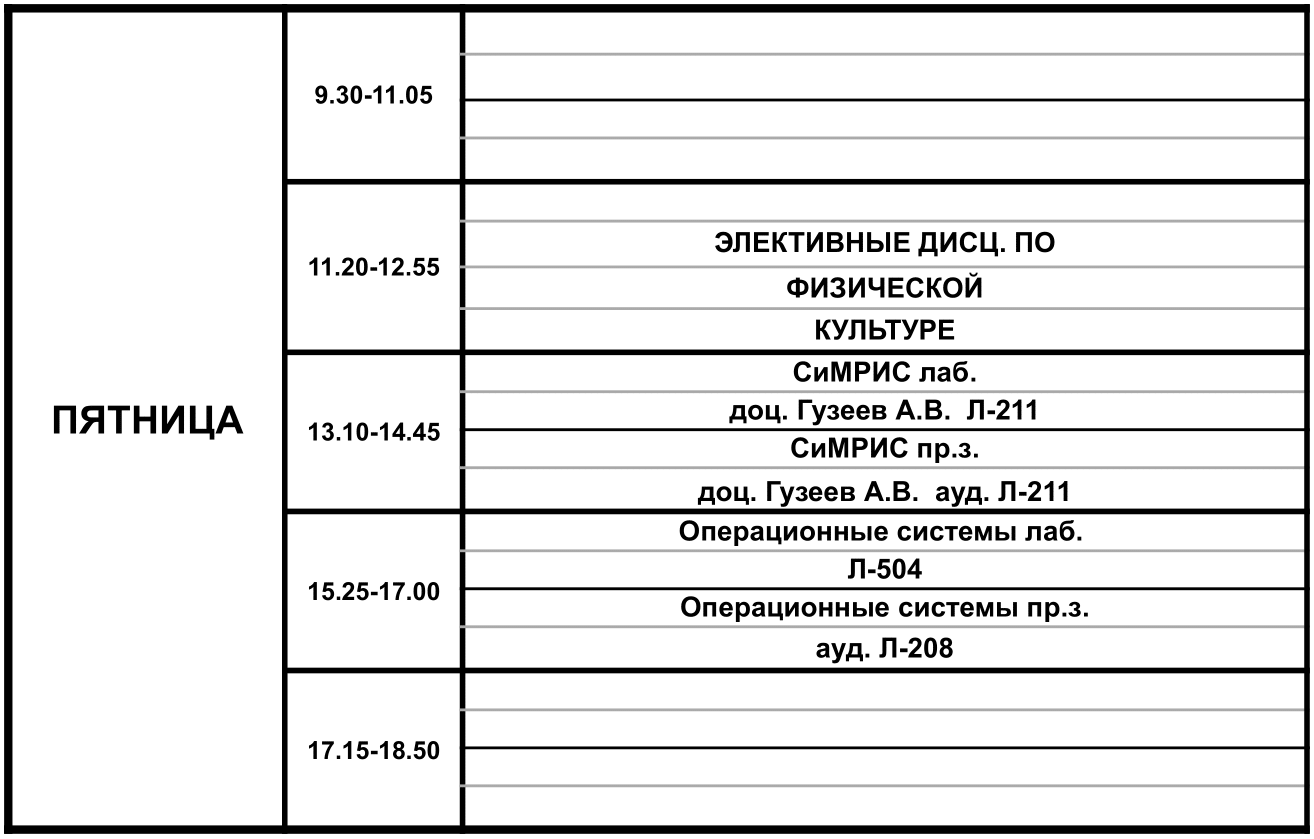 ПЯТНИЦА
9.30-11.05
11.20-12.55
ЭЛЕКТИВНЫЕ ДИСЦ. ПО
ФИЗИЧЕСКОЙ
КУЛЬТУРЕ
13.10-14.45
СиМРИС лаб.
доц. Гузеев А.В. Л-211
СиМРИС пр.з.
доц. Гузеев А.В. ауд. Л-211
15.25-17.00
Операционные системы лаб.
Л-504
Операционные системы пр.з.
ауд. Л-208
17.15-18.50